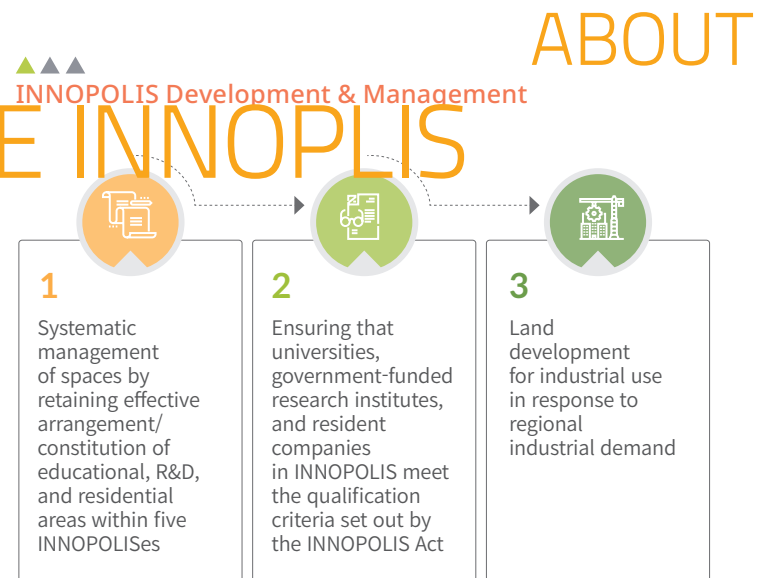 ABOUT
INNOPOLIS Development & Management
E INNOPLIS
1
Systematic
management
of spaces by
retaining effective
arrangement/
constitution of
educational, R&D,
and residential
areas within five
INNOPOLISes
2
Ensuring that
universities,
government-funded
research institutes,
and resident
companies
in INNOPOLIS meet
the qualification
criteria set out by
the INNOPOLIS Act
3
Land
development
for industrial use
in response to
regional
industrial demand